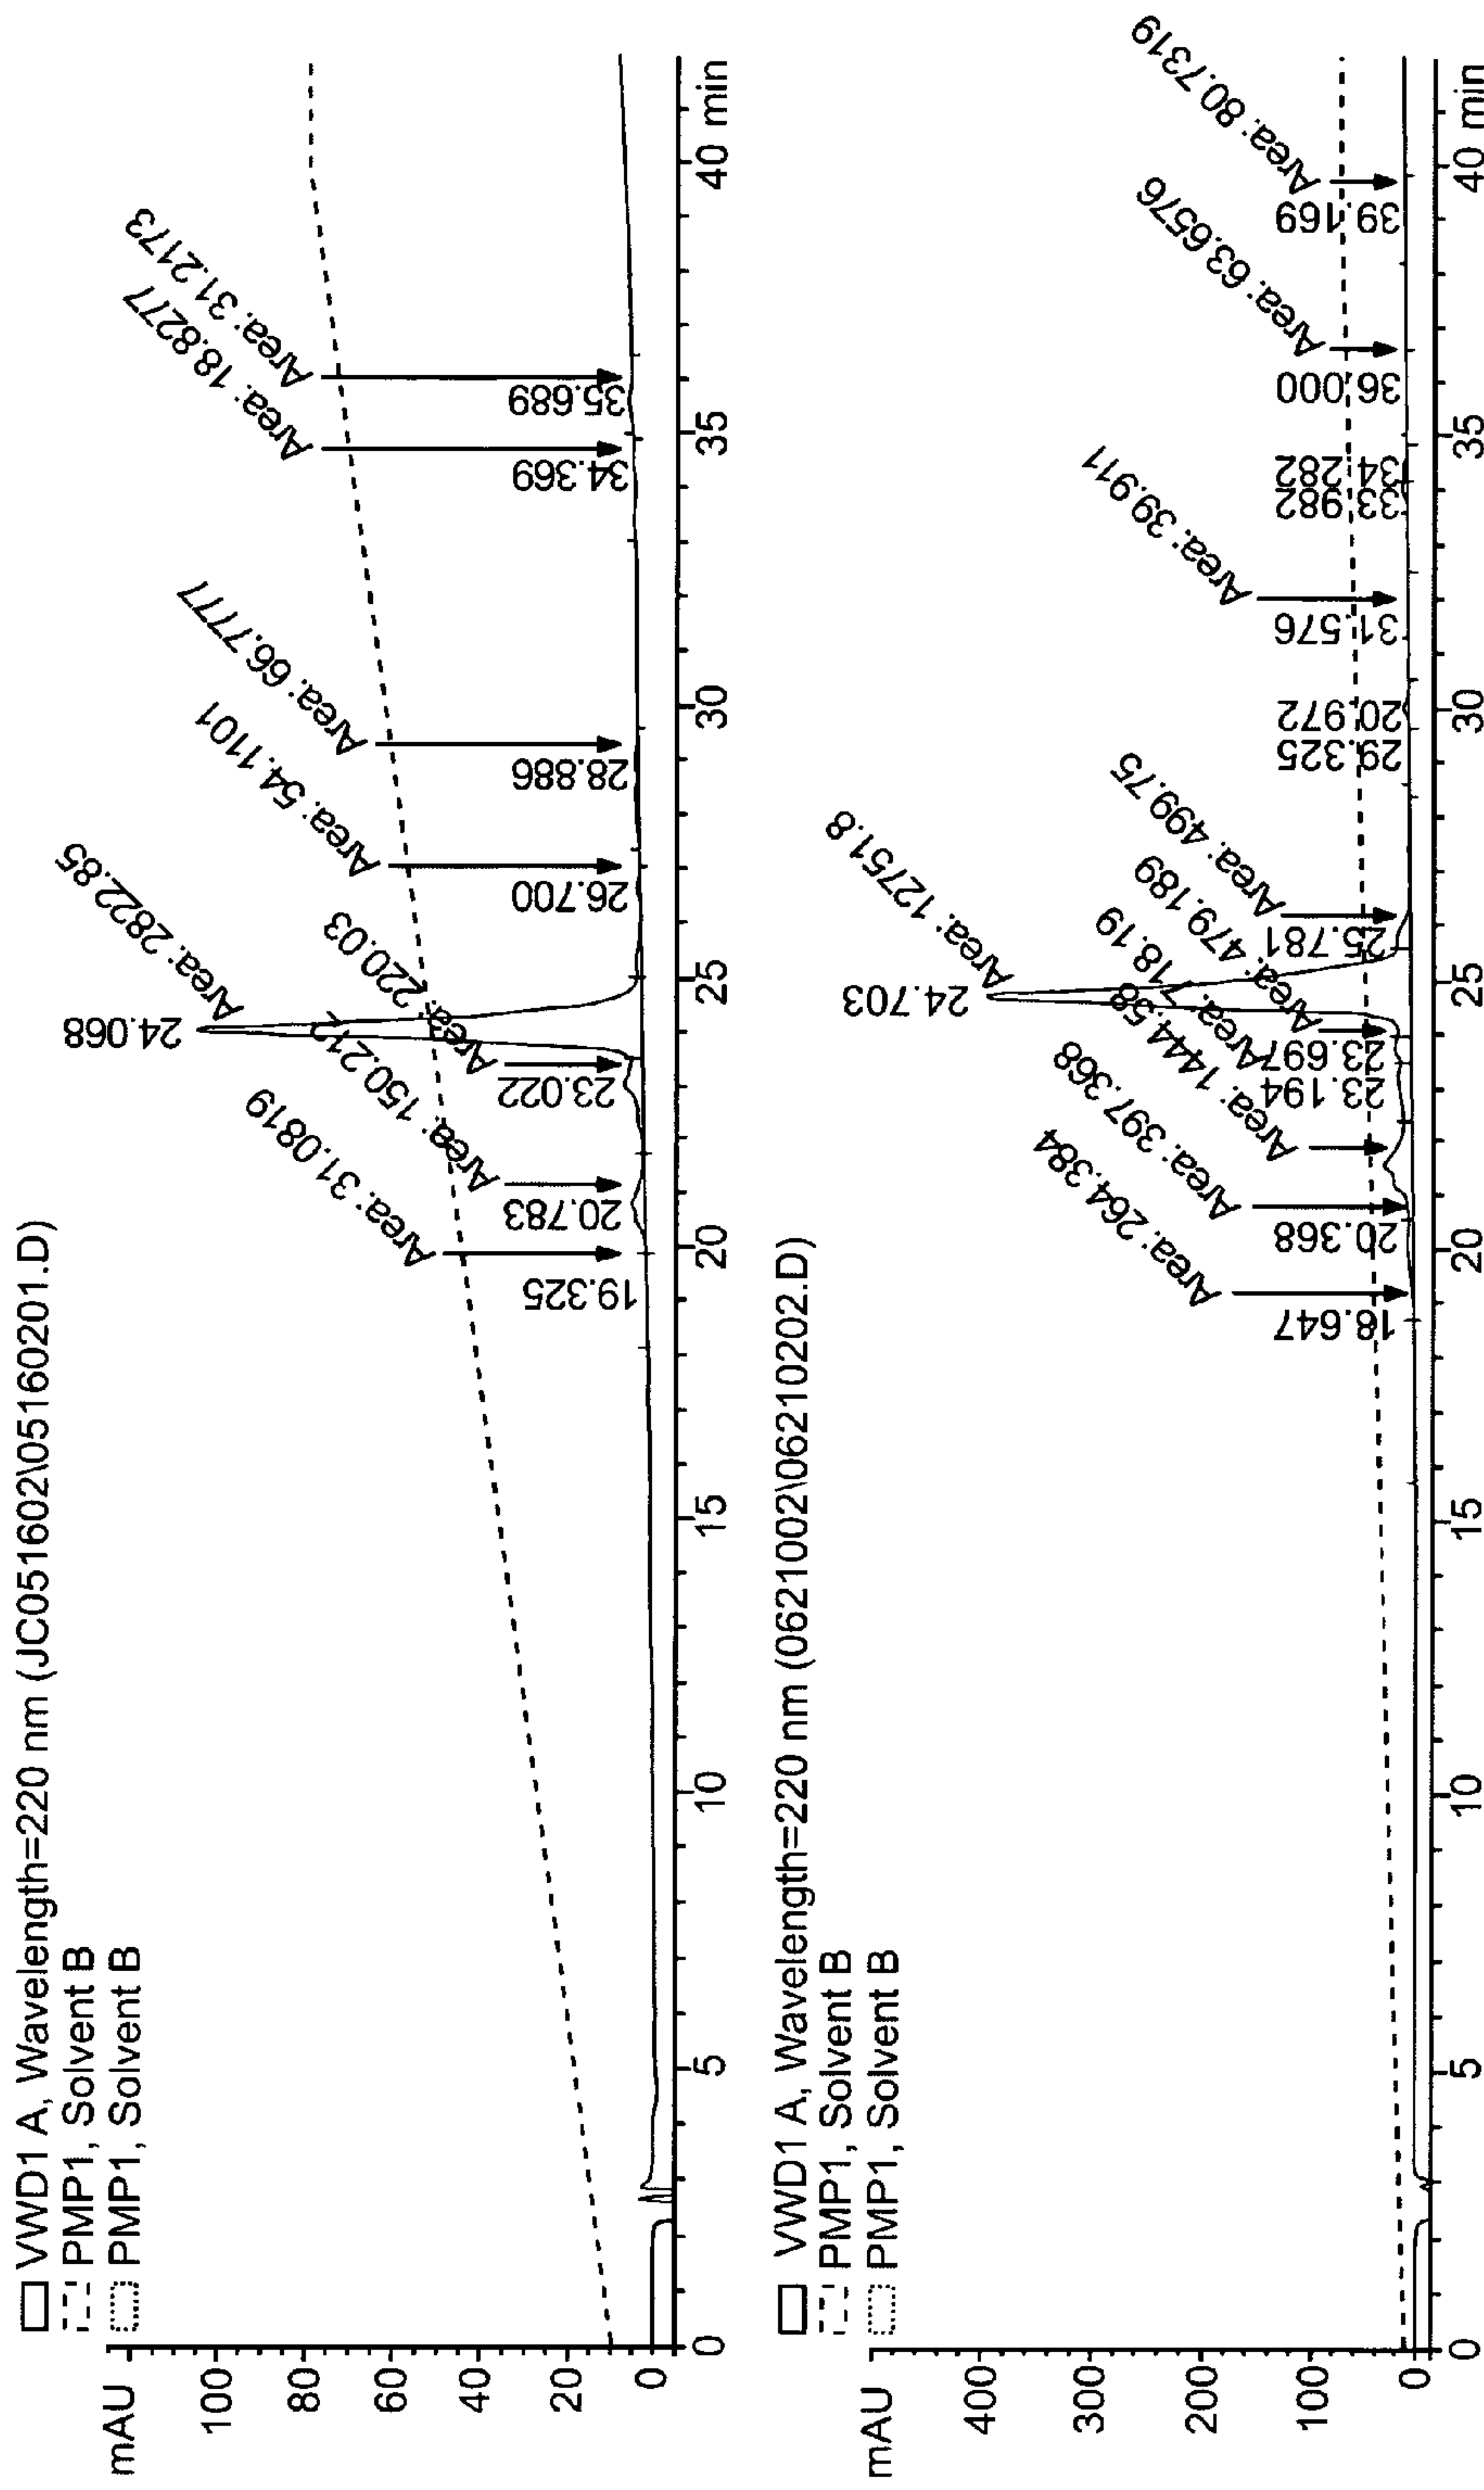 VWD1 A, Wavelength=220 nm (JC051602\05160201.D)
PMP1, Solvent B
PMP1, Solvent B
mAU
100
80
60
40
20
0
19.325
Area: 31.0819
20.783
23.022
Area: 220.03
24.068
Area: 2822.85
26.700
Area: 54.1101
28.886
Area: 66.7777
34.369
Area: 18.8277
35.689
Area: 31.2173
0
5
10
15
20
25
30
35
40 min
VWD1 A, Wavelength=220 nm (0621002\06210202.D)
PMP1, Solvent B
PMP1, Solvent B
mAU
400
300
200
100
0
18.647
Area: 264.384
20.368
Area: 397.368
Area: 1444.58
23.194
Area: 718.19
23.697
Area: 479.189
24.703
Area: 12751.8
25.781
Area: 499.75
29.325
20.972
31.576
Area: 39.911
33.982
34.282
36.000
Area: 63.6576
39.169
Area: 80.7319
0
5
10
15
20
25
30
35
40 min